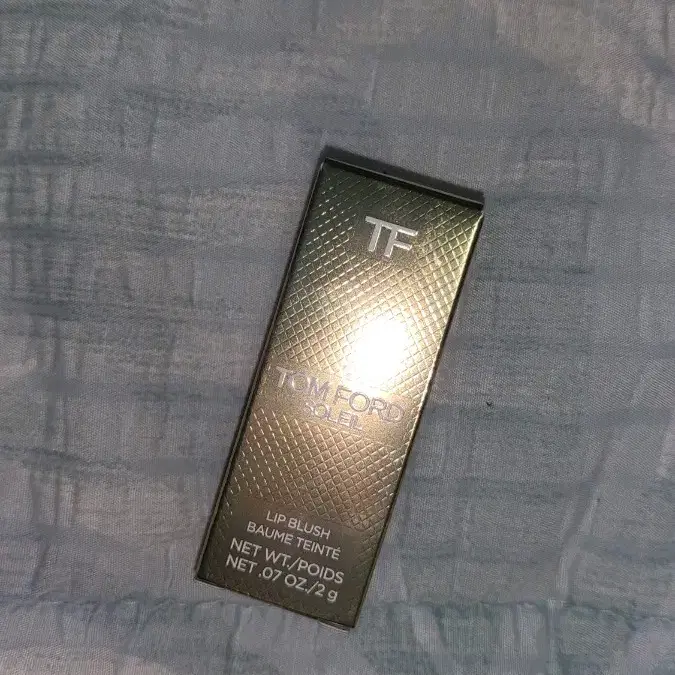 TF
TOM FORD
SOLEIL
LIP BLUSH
BAUME TEINTÉ
NET WT./POIDS
NET .07 OZ./2 g